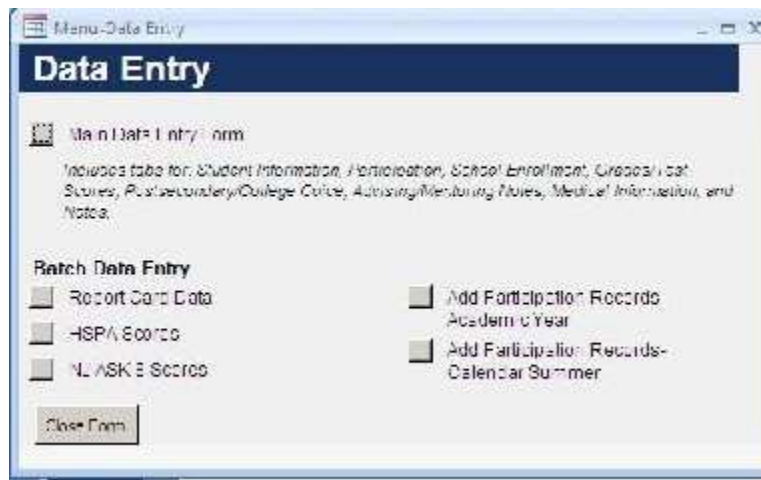 Menu-Data Entry
Data Entry
Main Data Entry Form
Includes tabs for: Student Information, Participation, School Enrollment, Grades/Test
Scores, Postsecondary/College Coice, Advising/Mentoring Notes, Medical Information, and
Notes.
Batch Data Entry
Report Card Data
HSPA Scores
NJ ASK 8 Scores
Add Participation Records
Academic Year
Add Participation Records-
Calendar Summer
Close Form